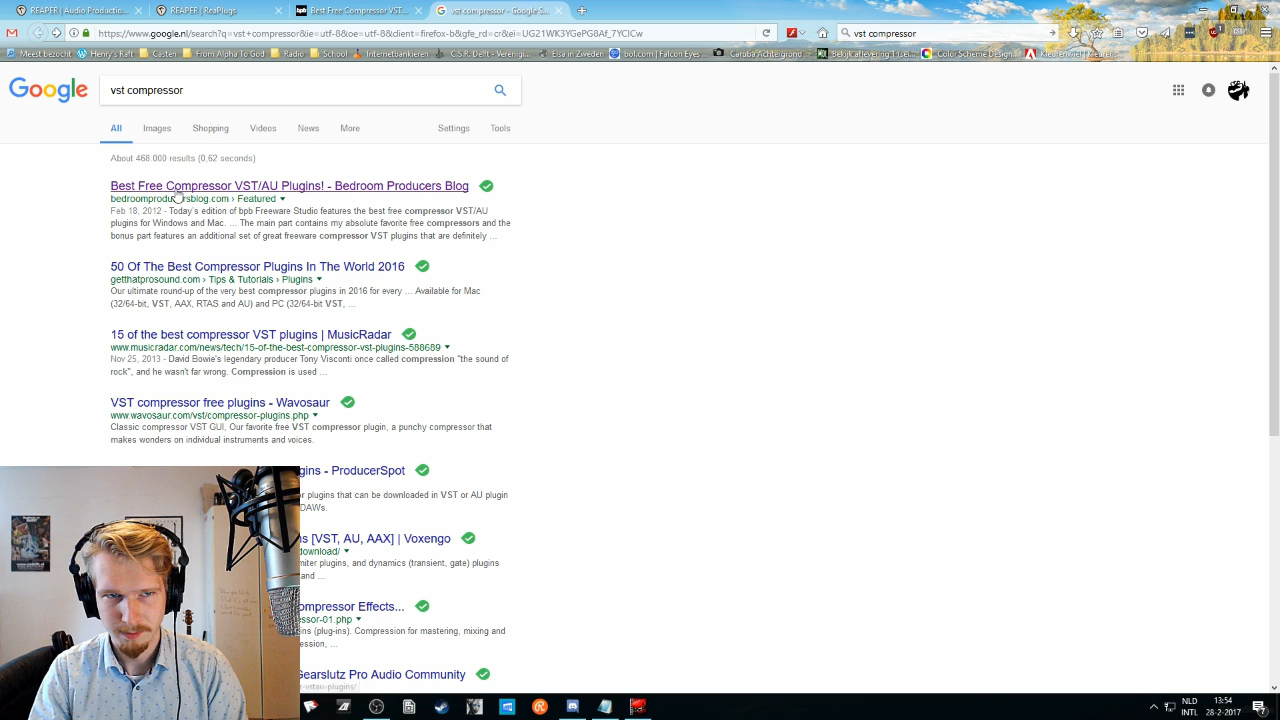 REAPER | Audio Production...
REAPER | ReaPlugs
bpb
Best Free Compressor VST...
vst compressor - Google S...
https://www.google.nl/search?q=vst+compressor&ie=utf-8&oe=utf-8&client=firefox-b&gfe_rd=cr&ei=UG21WK3YGePG8Af_7YCICw
vst compressor
Meest bezocht
Henry's Raft
Casten
From Alpha To God
Radio
School
Internetbankieren
C.S.R. Delft - Verenigi...
Elsa in Zweden
bol.com | Falcon Eyes ...
Caruba Achtergrond ...
Bekijk aflevering 1 (sei...
Color Scheme Design...
Kleurenwiel | kleuren...
Google
vst compressor
All
Images
Shopping
Videos
News
More
Settings
Tools
About 468.000 results (0,62 seconds)
Best Free Compressor VST/AU Plugins! - Bedroom Producers Blog
bedroomproducersblog.com › Featured
Feb 18, 2012 - Today's edition of bpb Freeware Studio features the best free compressor VST/AU
plugins for Windows and Mac. ... The main part contains my absolute favorite free compressors and the
bonus part features an additional set of great freeware compressor VST plugins that are definitely ...
50 Of The Best Compressor Plugins In The World 2016
getthatprosound.com › Tips & Tutorials › Plugins
Our ultimate round-up of the very best compressor plugins in 2016 for every ... Available for Mac
(32/64-bit, VST, AAX, RTAS and AU) and PC (32/64-bit VST, ...
15 of the best compressor VST plugins | MusicRadar
www.musicradar.com/news/tech/15-of-the-best-compressor-vst-plugins-588689
Nov 25, 2013 - David Bowie's legendary producer Tony Visconti once called compression "the sound of
rock", and he wasn't far wrong. Compression is used ...
VST compressor free plugins - Wavosaur
www.wavosaur.com/vst/compressor-plugins.php
Classic compressor VST GUI, Our favorite free VST compressor plugin, a punchy compressor that
makes wonders on individual instruments and voices.
gins - ProducerSpot
r plugins that can be downloaded in VST or AU plugin
DAWs.
s [VST, AU, AAX] | Voxengo
download/
miter plugins, and dynamics (transient, gate) plugins
and ...
ompressor Effects...
essor-01.php
ns (plug-ins). Compression for mastering, mixing and
ression, ...
Gearslutz Pro Audio Community
r-vstau-plugins/
NLD
INTL
13:54
28-2-2017